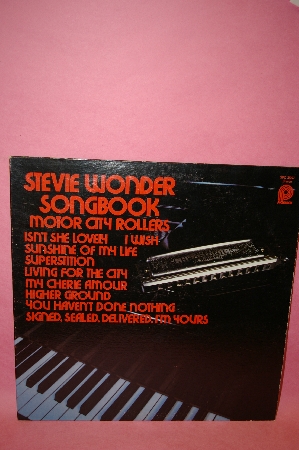 STEVIE WONDER
SONGBOOK
MOTOR CITY ROLLERS
ISN'T SHE LOVELY I WISH
SUNSHINE OF MY LIFE
SUPERSTITION
LIVING FOR THE CITY
MY CHERIE AMOUR
HIGHER GROUND
YOU HAVEN'T DONE NOTHING
SIGNED, SEALED, DELIVERED, I'M YOURS